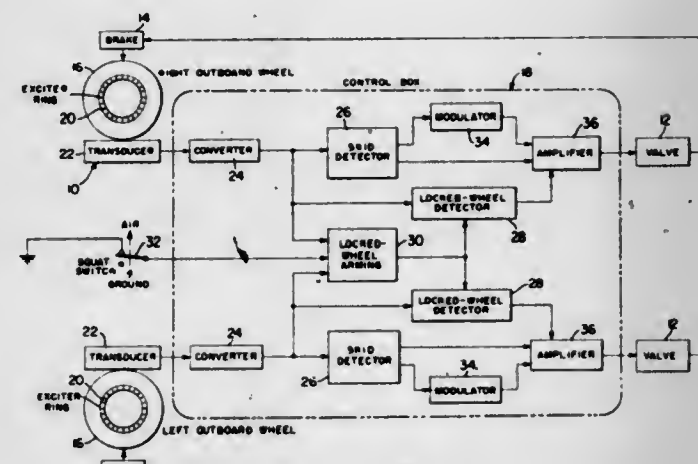 14
BRAKE
16
RIGHT OUTBOARD WHEEL
EXCITER
RING
20
CONTROL BOX
18
22
TRANSDUCER
10
CONVERTER
24
26
SKID
DETECTOR
MODULATOR
34
36
AMPLIFIER
12
VALVE
LOCKED-WHEEL
DETECTOR
28
AIR
32
SQUAT
SWITCH
GROUND
LOCKED-
WHEEL
ARMING
30
28
LOCKED-WHEEL
DETECTOR
22
TRANSDUCER
24
CONVERTER
SKID
DETECTOR
26
34
MODULATOR
36
AMPLIFIER
12
VALVE
20
EXCITER
RING
16
LEFT OUTBOARD WHEEL